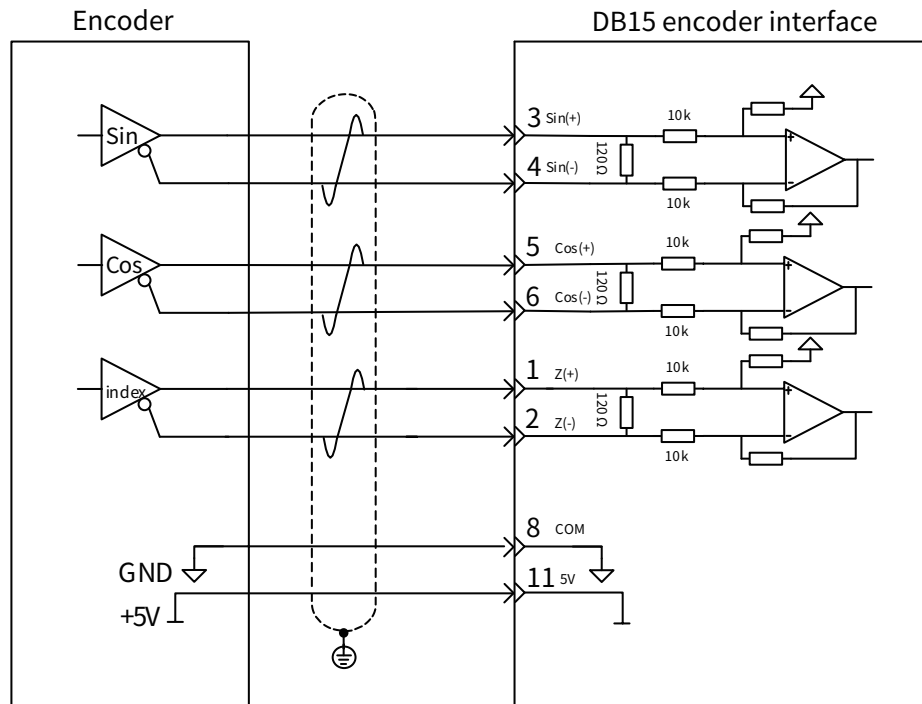 Encoder
DB15 encoder interface
Sin
3 Sin(+)
10k
120Ω
4 Sin(-)
10k
Cos
5 Cos(+)
10k
120Ω
6 Cos(-)
10k
index
1 Z(+)
10k
120Ω
2 Z(-)
10k
8 COM
GND
11 5V
+5V